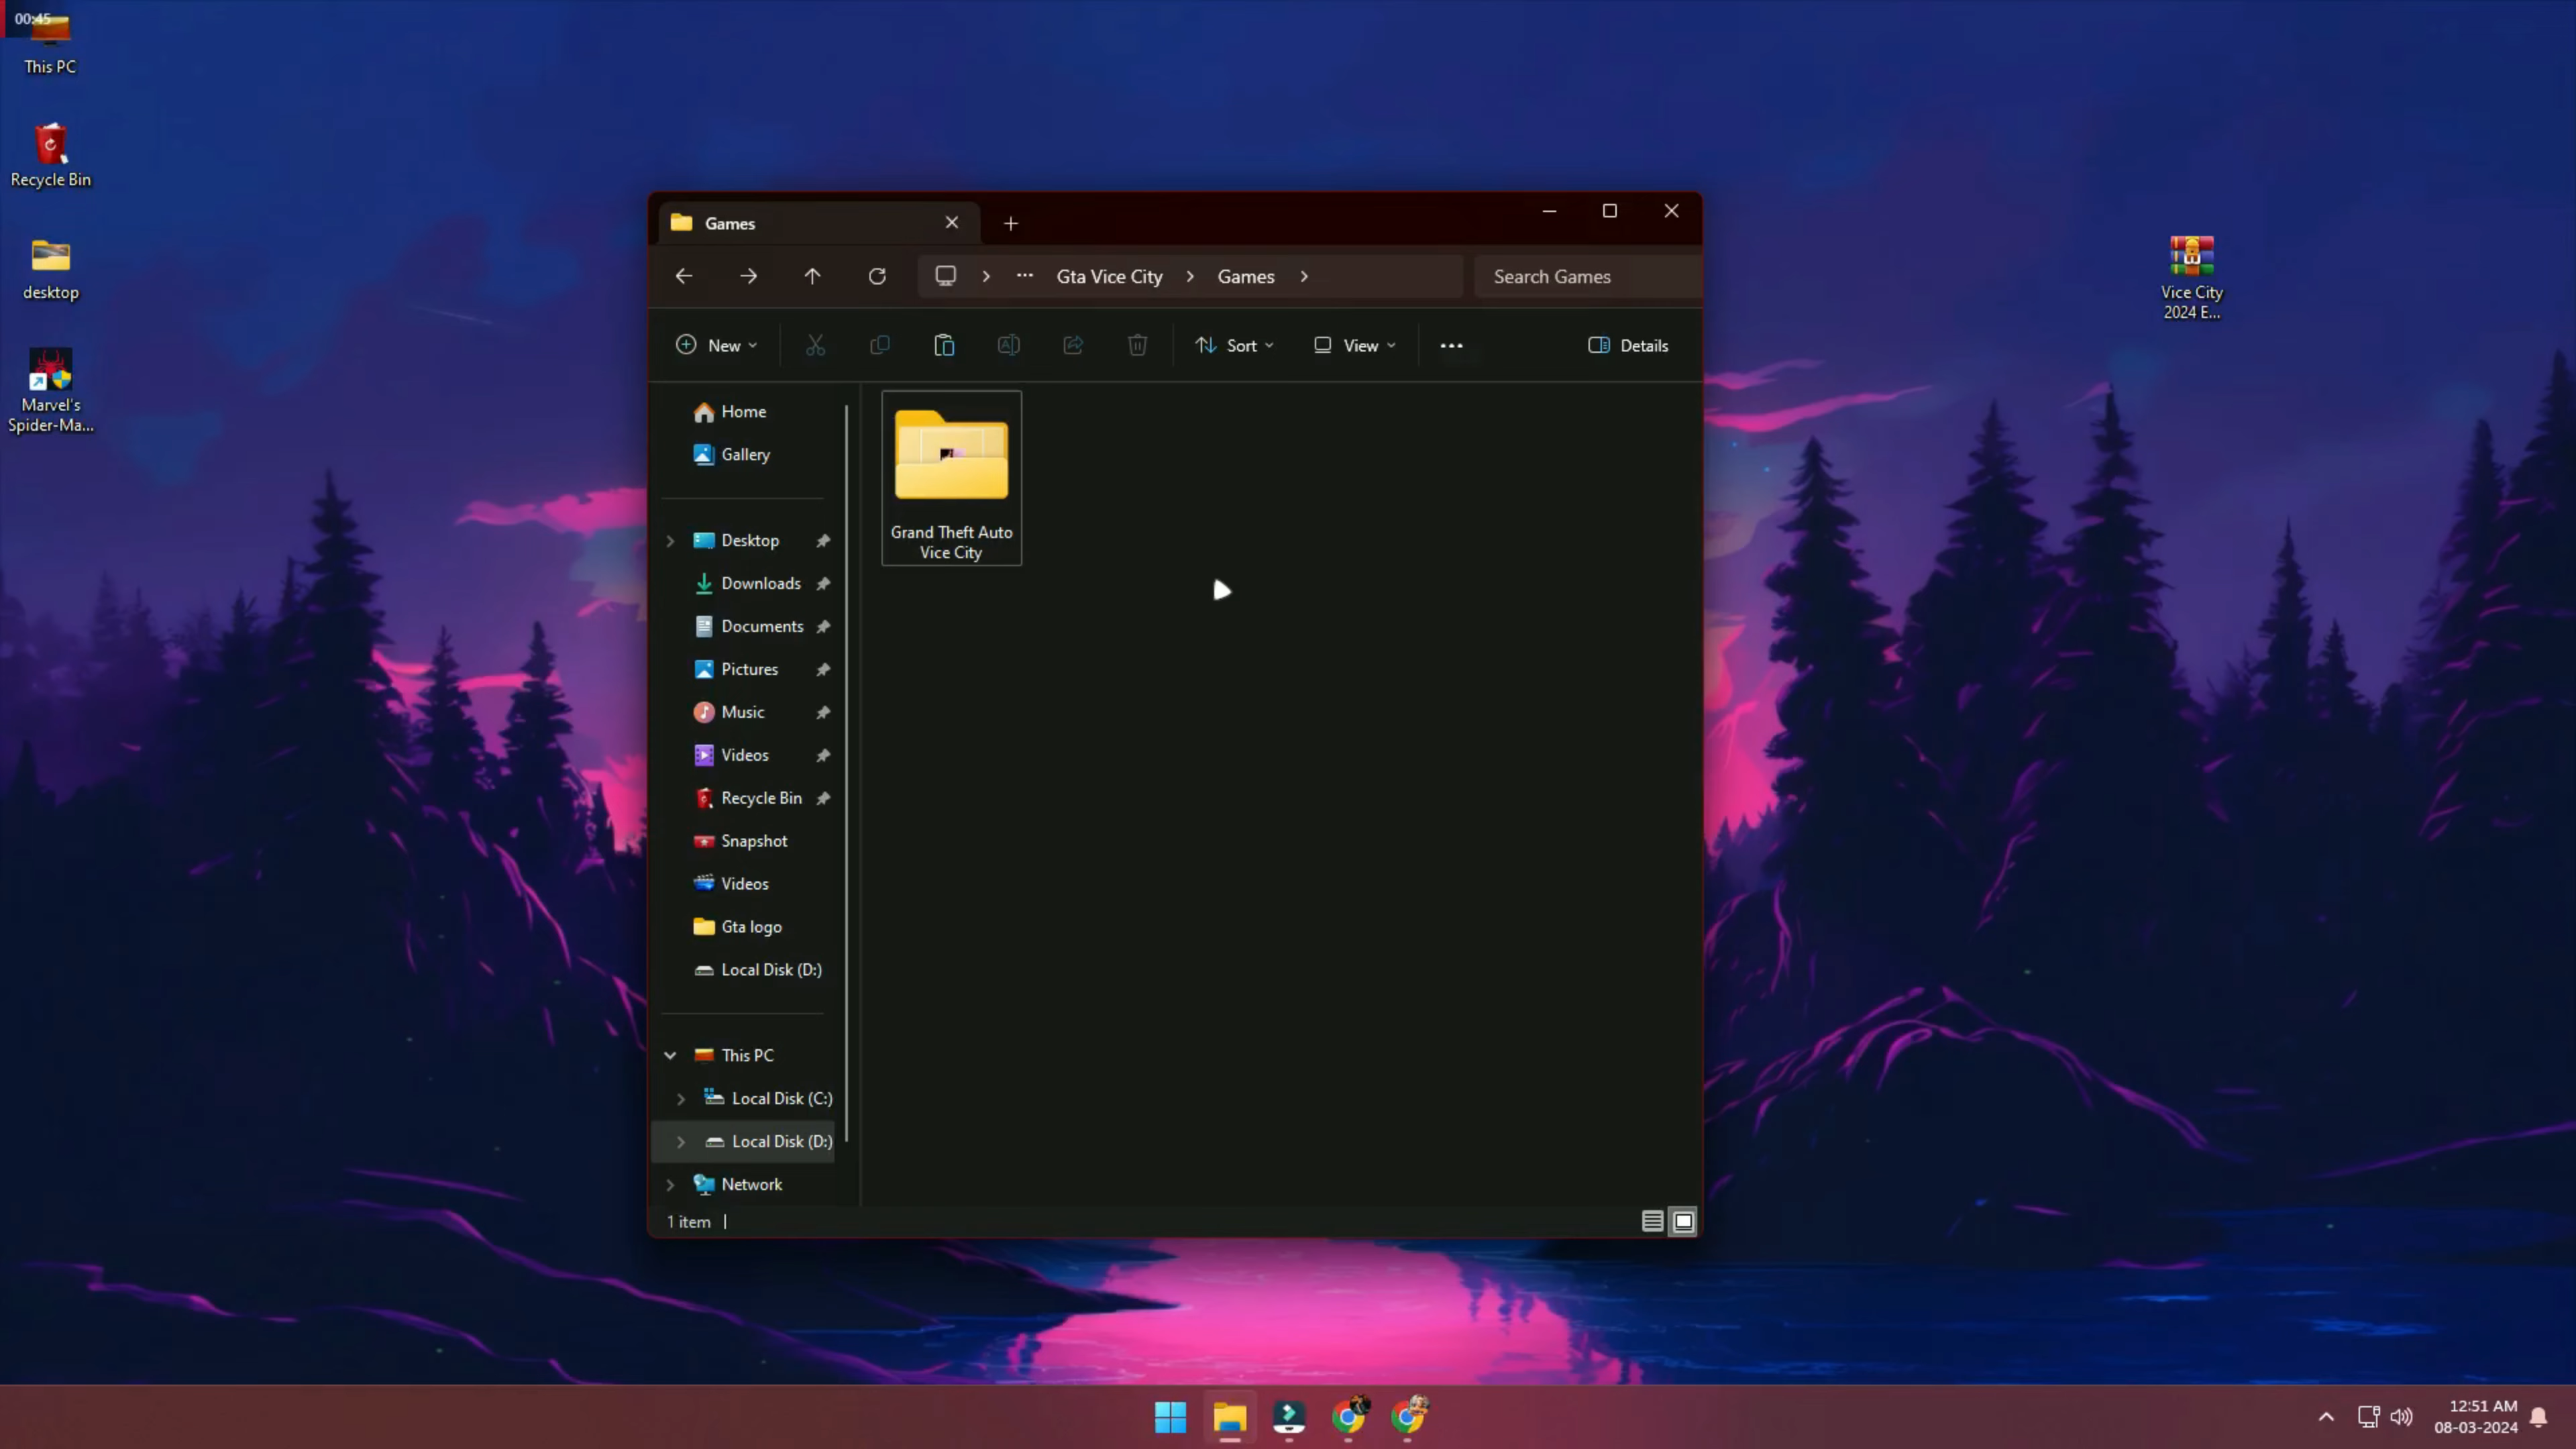 00:45
This PC
Recycle Bin
desktop
Marvel's
Spider-Ma...
Vice City
2024 E...
Games
Gta Vice City
Games
Search Games
New
Sort
View
Details
Home
Gallery
Desktop
Downloads
Documents
Pictures
Music
Videos
Recycle Bin
Snapshot
Videos
Gta logo
Local Disk (D:)
This PC
Local Disk (C:)
Local Disk (D:)
Network
Grand Theft Auto
Vice City
1 item
12:51 AM
08-03-2024